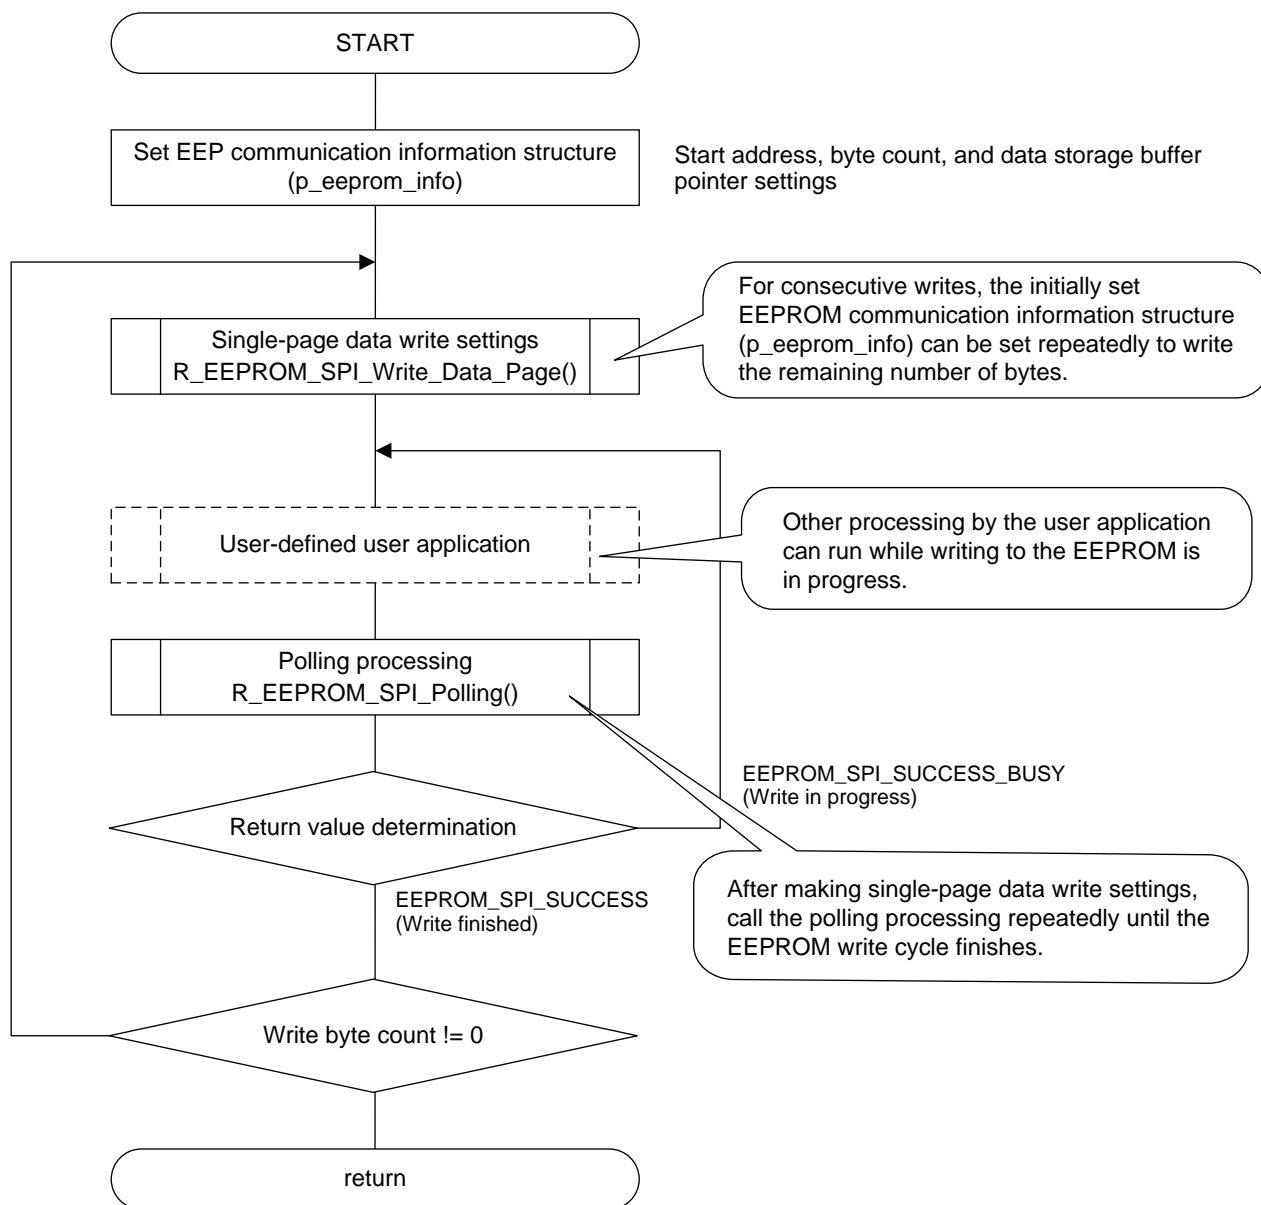 START
Set EEP communication information structure
(p_eeprom_info)
Start address, byte count, and data storage buffer
pointer settings
For consecutive writes, the initially set
EEPROM communication information structure
(p_eeprom_info) can be set repeatedly to write
the remaining number of bytes.
Single-page data write settings
R_EEPROM_SPI_Write_Data_Page()
User-defined user application
Other processing by the user application
can run while writing to the EEPROM is
in progress.
Polling processing
R_EEPROM_SPI_Polling()
EEPROM_SPI_SUCCESS_BUSY
(Write in progress)
Return value determination
EEPROM_SPI_SUCCESS
(Write finished)
After making single-page data write settings,
call the polling processing repeatedly until the
EEPROM write cycle finishes.
Write byte count != 0
return